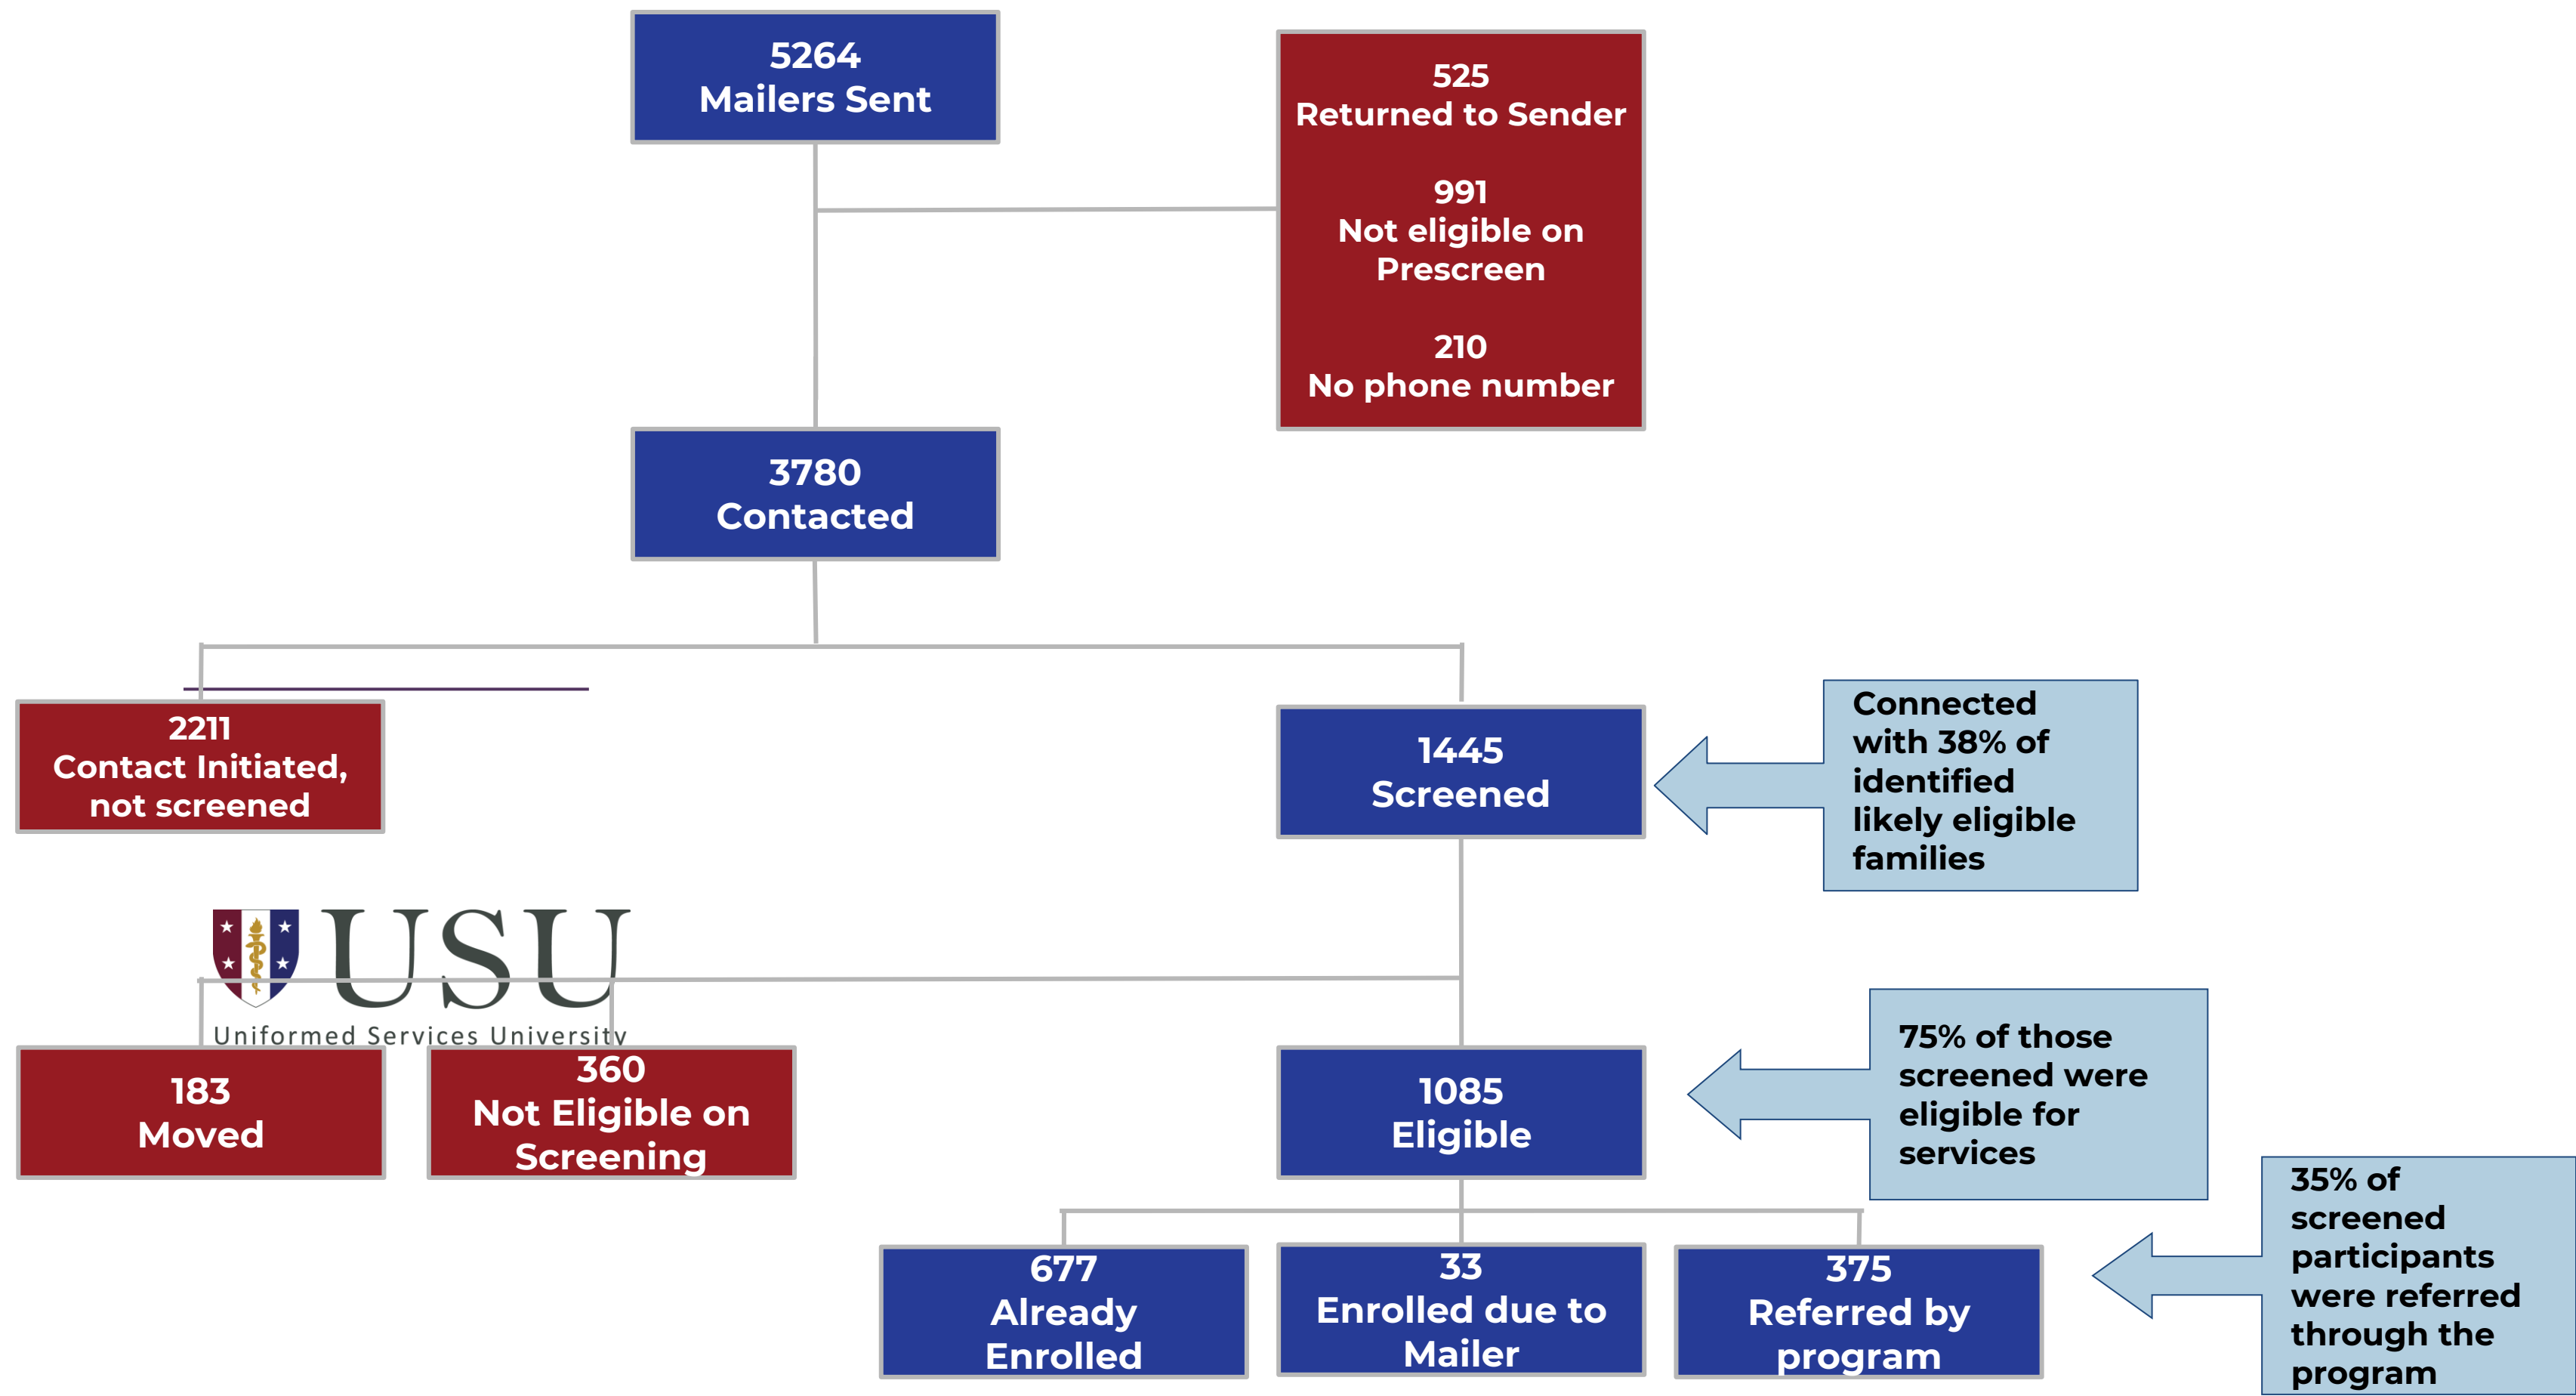 5264
Mailers Sent
525
Returned to Sender
991
Not eligible on
Prescreen
210
No phone number
3780
Contacted
2211
Contact Initiated,
not screened
1445
Screened
Connected
with 38% of
identified
likely eligible
families
USU
Uniformed Services University
183
Moved
360
Not Eligible on
Screening
1085
Eligible
75% of those
screened were
eligible for
services
677
Already
Enrolled
33
Enrolled due to
Mailer
375
Referred by
program
35% of
screened
participants
were referred
through the
program